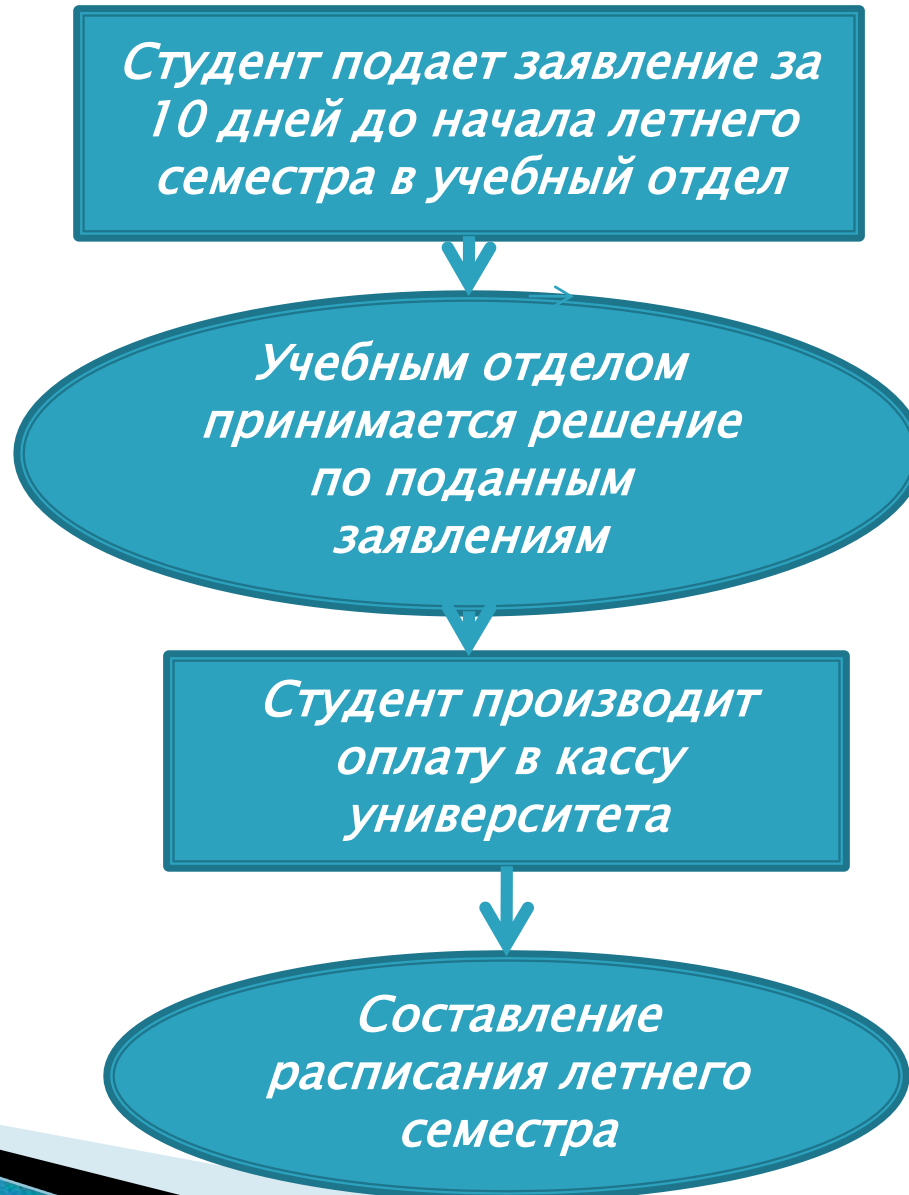 Студент подает заявление за
10 дней до начала летнего
семестра в учебный отдел
Учебным отделом
принимается решение
по поданным
заявлениям
Студент производит
оплату в кассу
университета
Составление
расписания летнего
семестра